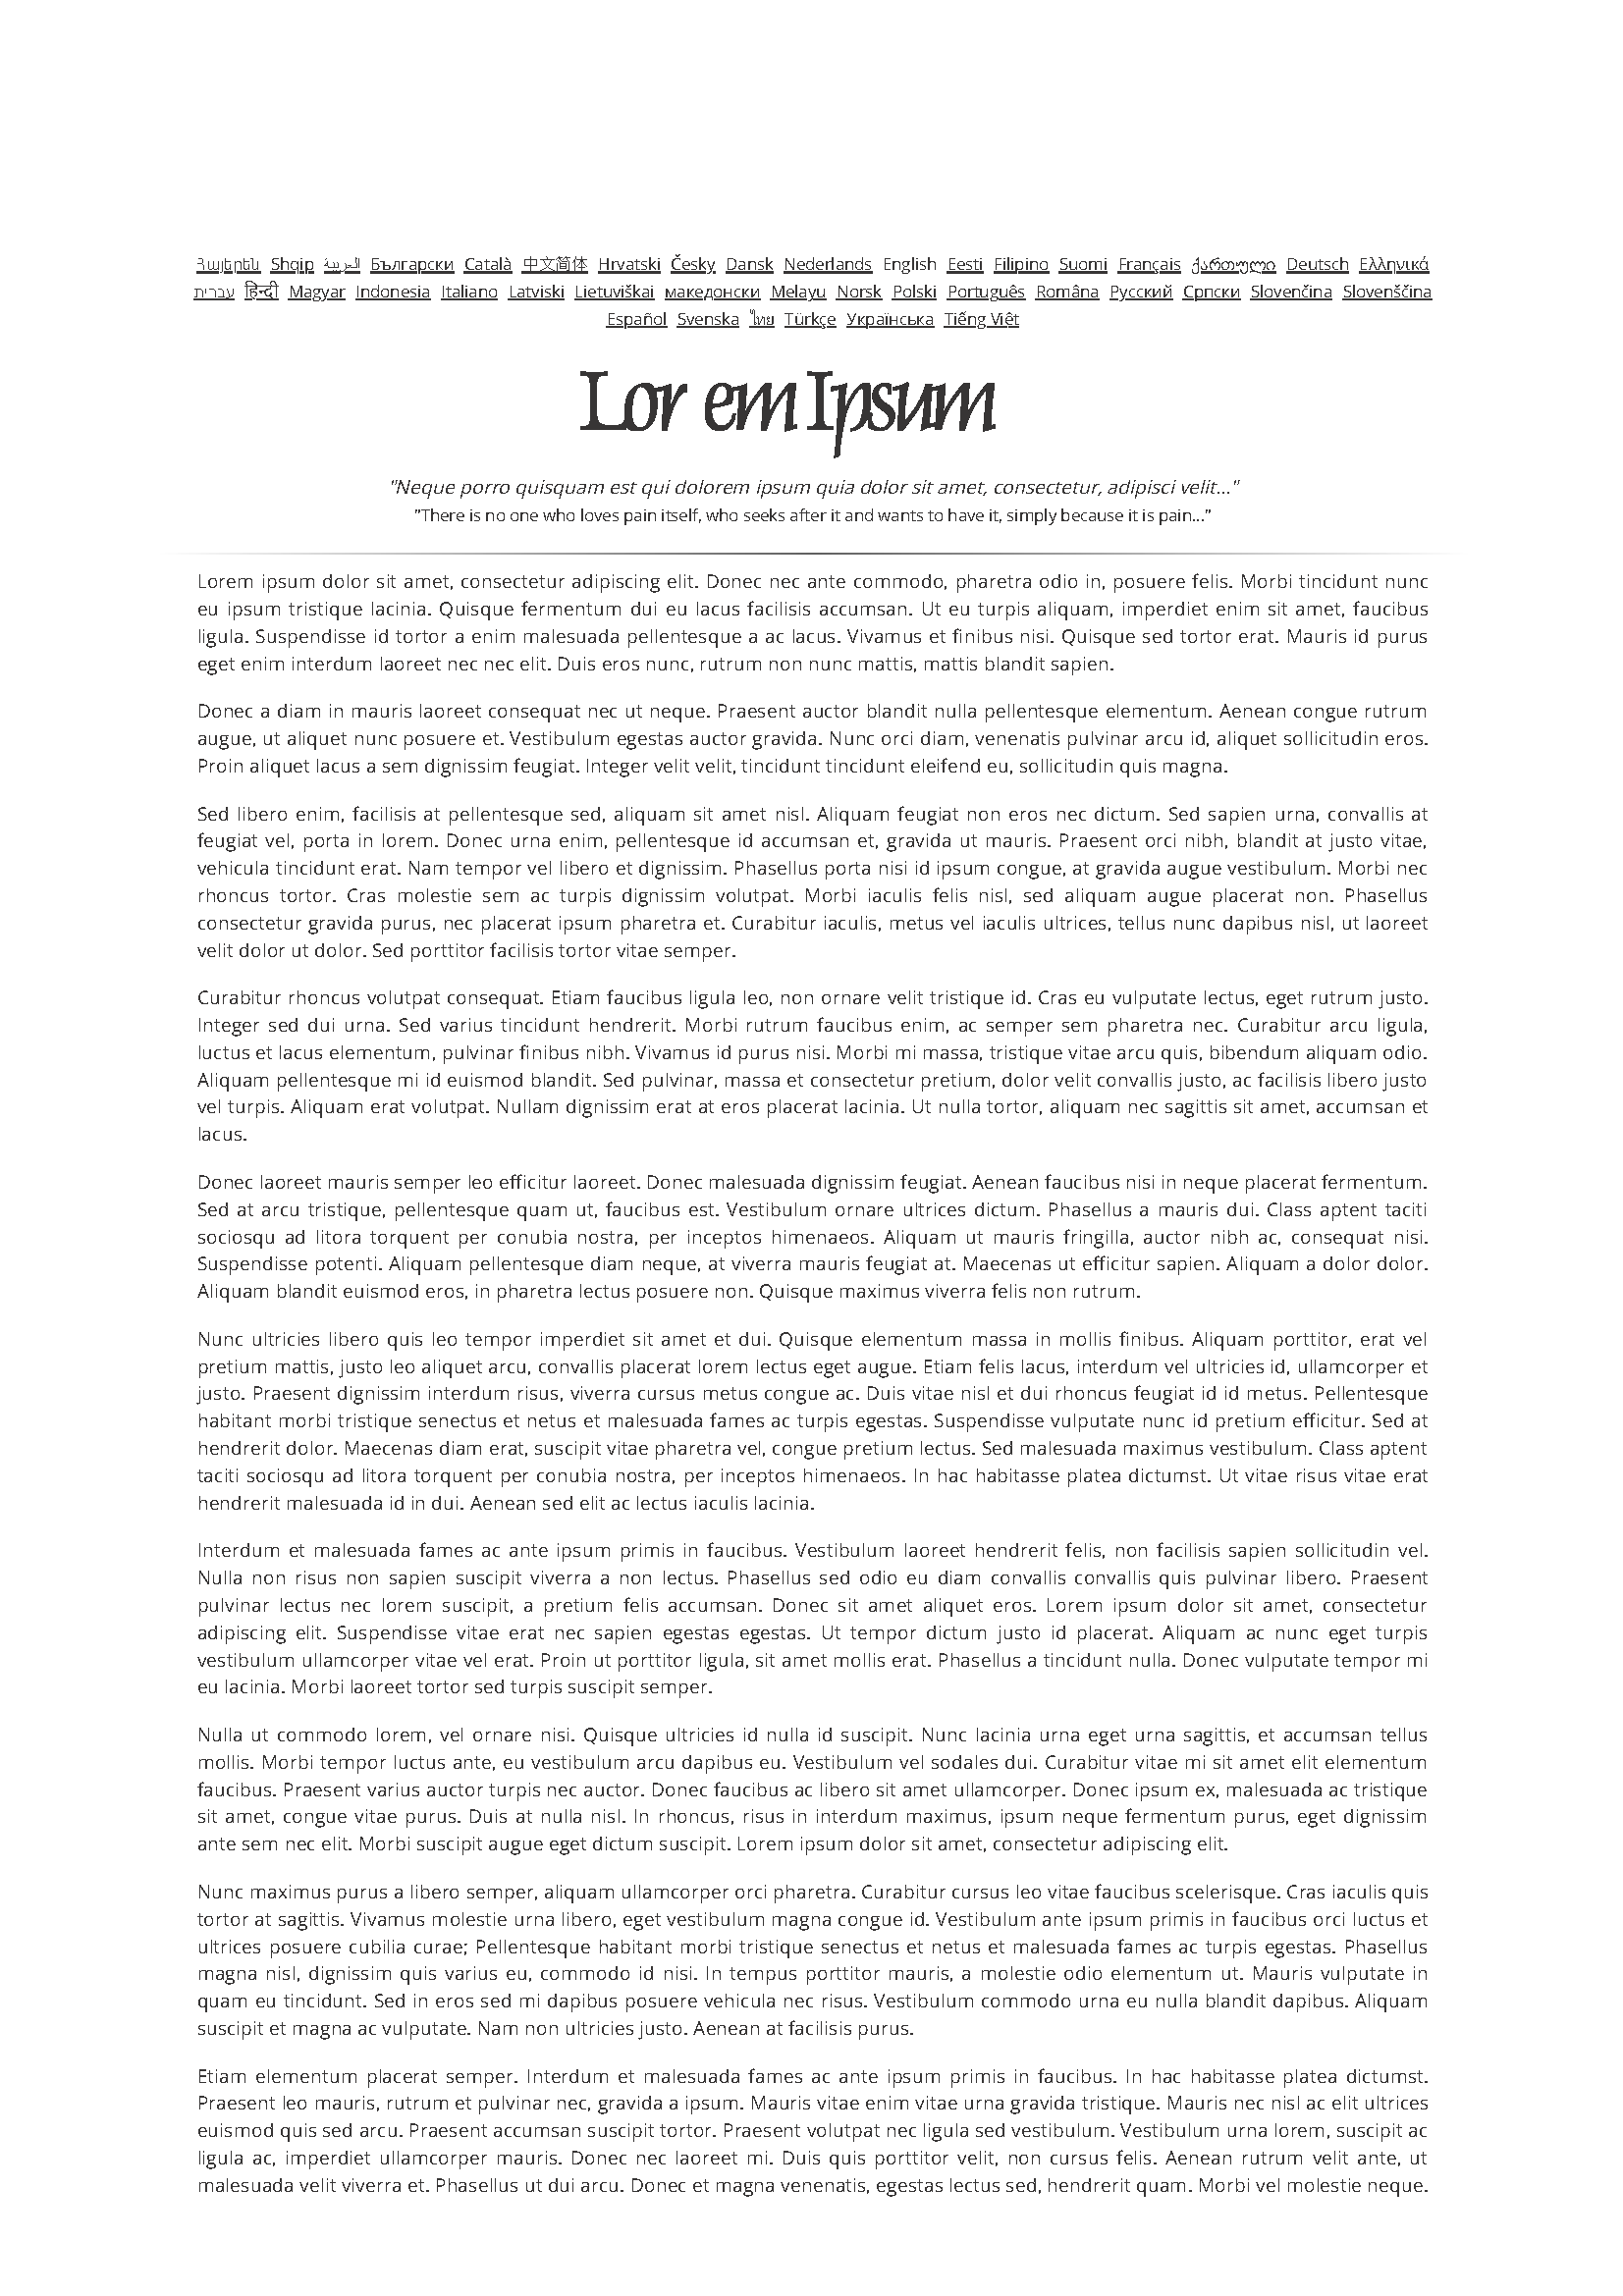 Հայերեն Shqip العربية Български Català 中文简体 Hrvatski Česky Dansk Nederlands English Eesti Filipino Suomi Français ქართული Deutsch Ελληνικά
עברית हिन्दी Magyar Indonesia Italiano Latviski Lietuviškai македонски Melayu Norsk Polski Português Româna Pyccкий Српски Slovenčina Slovenščina
Español Svenska ไทย Türkçe Українська Tiếng Việt
Lorem Ipsum
"Neque porro quisquam est qui dolorem ipsum quia dolor sit amet, consectetur, adipisci velit..."
"There is no one who loves pain itself, who seeks after it and wants to have it, simply because it is pain..."
Lorem ipsum dolor sit amet, consectetur adipiscing elit. Donec nec ante commodo, pharetra odio in, posuere felis. Morbi tincidunt nunc
eu ipsum tristique lacinia. Quisque fermentum dui eu lacus facilisis accumsan. Ut eu turpis aliquam, imperdiet enim sit amet, faucibus
ligula. Suspendisse id tortor a enim malesuada pellentesque a ac lacus. Vivamus et finibus nisi. Quisque sed tortor erat. Mauris id purus
eget enim interdum laoreet nec nec elit. Duis eros nunc, rutrum non nunc mattis, mattis blandit sapien.
Donec a diam in mauris laoreet consequat nec ut neque. Praesent auctor blandit nulla pellentesque elementum. Aenean congue rutrum
augue, ut aliquet nunc posuere et. Vestibulum egestas auctor gravida. Nunc orci diam, venenatis pulvinar arcu id, aliquet sollicitudin eros.
Proin aliquet lacus a sem dignissim feugiat. Integer velit velit, tincidunt tincidunt eleifend eu, sollicitudin quis magna.
Sed libero enim, facilisis at pellentesque sed, aliquam sit amet nisl. Aliquam feugiat non eros nec dictum. Sed sapien urna, convallis at
feugiat vel, porta in lorem. Donec urna enim, pellentesque id accumsan et, gravida ut mauris. Praesent orci nibh, blandit at justo vitae,
vehicula tincidunt erat. Nam tempor vel libero et dignissim. Phasellus porta nisi id ipsum congue, at gravida augue vestibulum. Morbi nec
rhoncus tortor. Cras molestie sem ac turpis dignissim volutpat. Morbi iaculis felis nisl, sed aliquam augue placerat non. Phasellus
consectetur gravida purus, nec placerat ipsum pharetra et. Curabitur iaculis, metus vel iaculis ultrices, tellus nunc dapibus nisl, ut laoreet
velit dolor ut dolor. Sed porttitor facilisis tortor vitae semper.
Curabitur rhoncus volutpat consequat. Etiam faucibus ligula leo, non ornare velit tristique id. Cras eu vulputate lectus, eget rutrum justo.
Integer sed dui urna. Sed varius tincidunt hendrerit. Morbi rutrum faucibus enim, ac semper sem pharetra nec. Curabitur arcu ligula,
luctus et lacus elementum, pulvinar finibus nibh. Vivamus id purus nisi. Morbi mi massa, tristique vitae arcu quis, bibendum aliquam odio.
Aliquam pellentesque mi id euismod blandit. Sed pulvinar, massa et consectetur pretium, dolor velit convallis justo, ac facilisis libero justo
vel turpis. Aliquam erat volutpat. Nullam dignissim erat at eros placerat lacinia. Ut nulla tortor, aliquam nec sagittis sit amet, accumsan et
lacus.
Donec laoreet mauris semper leo efficitur laoreet. Donec malesuada dignissim feugiat. Aenean faucibus nisi in neque placerat fermentum.
Sed at arcu tristique, pellentesque quam ut, faucibus est. Vestibulum ornare ultrices dictum. Phasellus a mauris dui. Class aptent taciti
sociosqu ad litora torquent per conubia nostra, per inceptos himenaeos. Aliquam ut mauris fringilla, auctor nibh ac, consequat nisi.
Suspendisse potenti. Aliquam pellentesque diam neque, at viverra mauris feugiat at. Maecenas ut efficitur sapien. Aliquam a dolor dolor.
Aliquam blandit euismod eros, in pharetra lectus posuere non. Quisque maximus viverra felis non rutrum.
Nunc ultricies libero quis leo tempor imperdiet sit amet et dui. Quisque elementum massa in mollis finibus. Aliquam porttitor, erat vel
pretium mattis, justo leo aliquet arcu, convallis placerat lorem lectus eget augue. Etiam felis lacus, interdum vel ultricies id, ullamcorper et
justo. Praesent dignissim interdum risus, viverra cursus metus congue ac. Duis vitae nisl et dui rhoncus feugiat id id metus. Pellentesque
habitant morbi tristique senectus et netus et malesuada fames ac turpis egestas. Suspendisse vulputate nunc id pretium efficitur. Sed at
hendrerit dolor. Maecenas diam erat, suscipit vitae pharetra vel, congue pretium lectus. Sed malesuada maximus vestibulum. Class aptent
taciti sociosqu ad litora torquent per conubia nostra, per inceptos himenaeos. In hac habitasse platea dictumst. Ut vitae risus vitae erat
hendrerit malesuada id in dui. Aenean sed elit ac lectus iaculis lacinia.
Interdum et malesuada fames ac ante ipsum primis in faucibus. Vestibulum laoreet hendrerit felis, non facilisis sapien sollicitudin vel.
Nulla non risus non sapien suscipit viverra a non lectus. Phasellus sed odio eu diam convallis convallis quis pulvinar libero. Praesent
pulvinar lectus nec lorem suscipit, a pretium felis accumsan. Donec sit amet aliquet eros. Lorem ipsum dolor sit amet, consectetur
adipiscing elit. Suspendisse vitae erat nec sapien egestas egestas. Ut tempor dictum justo id placerat. Aliquam ac nunc eget turpis
vestibulum ullamcorper vitae vel erat. Proin ut porttitor ligula, sit amet mollis erat. Phasellus a tincidunt nulla. Donec vulputate tempor mi
eu lacinia. Morbi laoreet tortor sed turpis suscipit semper.
Nulla ut commodo lorem, vel ornare nisi. Quisque ultricies id nulla id suscipit. Nunc lacinia urna eget urna sagittis, et accumsan tellus
mollis. Morbi tempor luctus ante, eu vestibulum arcu dapibus eu. Vestibulum vel sodales dui. Curabitur vitae mi sit amet elit elementum
faucibus. Praesent varius auctor turpis nec auctor. Donec faucibus ac libero sit amet ullamcorper. Donec ipsum ex, malesuada ac tristique
sit amet, congue vitae purus. Duis at nulla nisl. In rhoncus, risus in interdum maximus, ipsum neque fermentum purus, eget dignissim
ante sem nec elit. Morbi suscipit augue eget dictum suscipit. Lorem ipsum dolor sit amet, consectetur adipiscing elit.
Nunc maximus purus a libero semper, aliquam ullamcorper orci pharetra. Curabitur cursus leo vitae faucibus scelerisque. Cras iaculis quis
tortor at sagittis. Vivamus molestie urna libero, eget vestibulum magna congue id. Vestibulum ante ipsum primis in faucibus orci luctus et
ultrices posuere cubilia curae; Pellentesque habitant morbi tristique senectus et netus et malesuada fames ac turpis egestas. Phasellus
magna nisl, dignissim quis varius eu, commodo id nisi. In tempus porttitor mauris, a molestie odio elementum ut. Mauris vulputate in
quam eu tincidunt. Sed in eros sed mi dapibus posuere vehicula nec risus. Vestibulum commodo urna eu nulla blandit dapibus. Aliquam
suscipit et magna ac vulputate. Nam non ultricies justo. Aenean at facilisis purus.
Etiam elementum placerat semper. Interdum et malesuada fames ac ante ipsum primis in faucibus. In hac habitasse platea dictumst.
Praesent leo mauris, rutrum et pulvinar nec, gravida a ipsum. Mauris vitae enim vitae urna gravida tristique. Mauris nec nisl ac elit ultrices
euismod quis sed arcu. Praesent accumsan suscipit tortor. Praesent volutpat nec ligula sed vestibulum. Vestibulum urna lorem, suscipit ac
ligula ac, imperdiet ullamcorper mauris. Donec nec laoreet mi. Duis quis porttitor velit, non cursus felis. Aenean rutrum velit ante, ut
malesuada velit viverra et. Phasellus ut dui arcu. Donec et magna venenatis, egestas lectus sed, hendrerit quam. Morbi vel molestie neque.